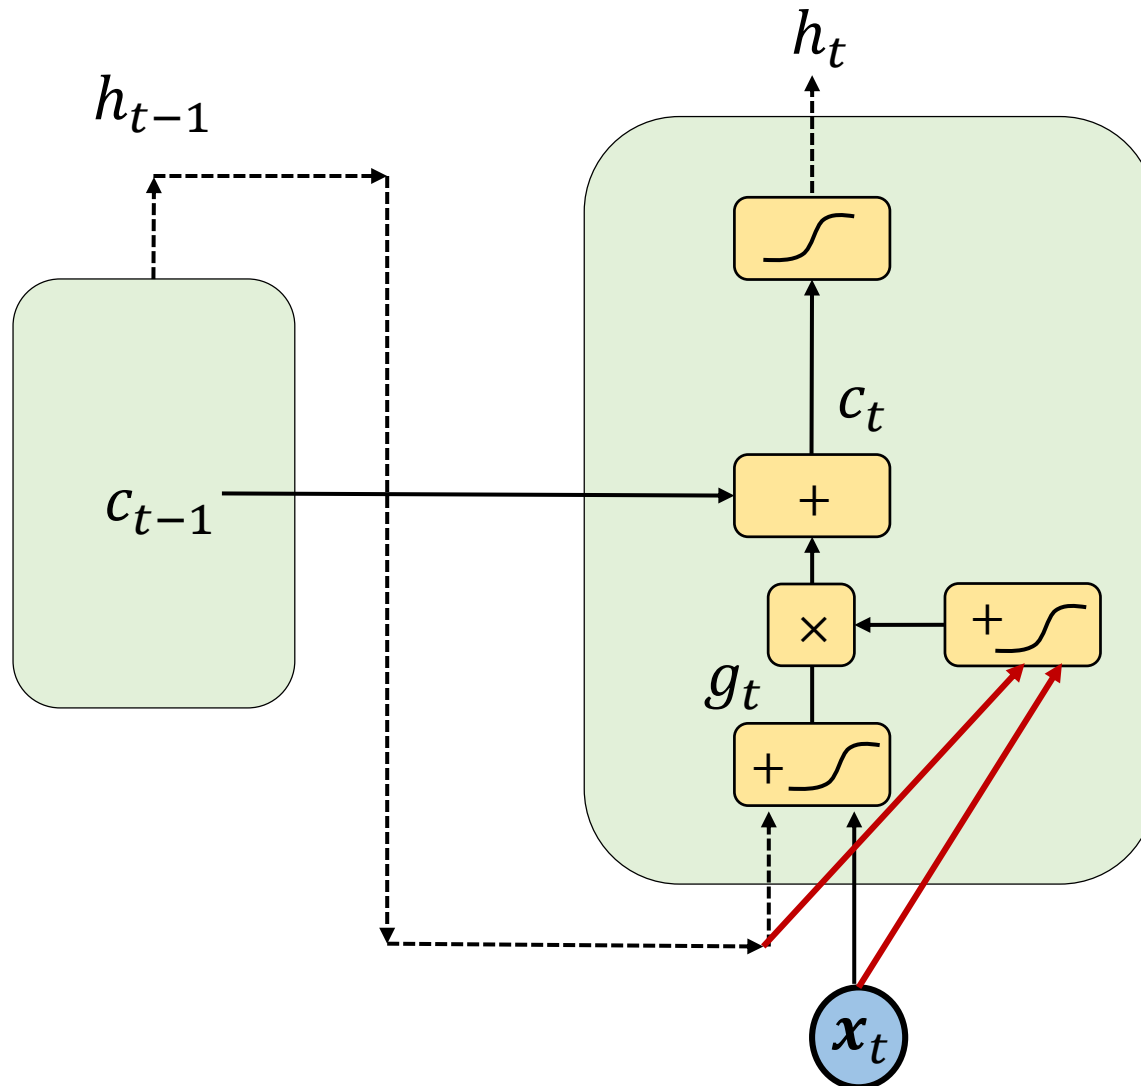 h_t
h_{t−1}
c_t
+
c_{t−1}
×
+
g_t
+
x_t